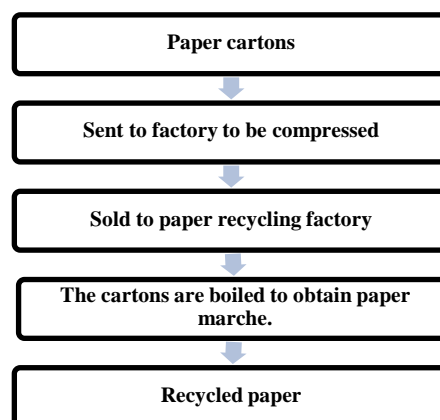 Paper cartons
Sent to factory to be compressed
Sold to paper recycling factory
The cartons are boiled to obtain paper
marche.
Recycled paper